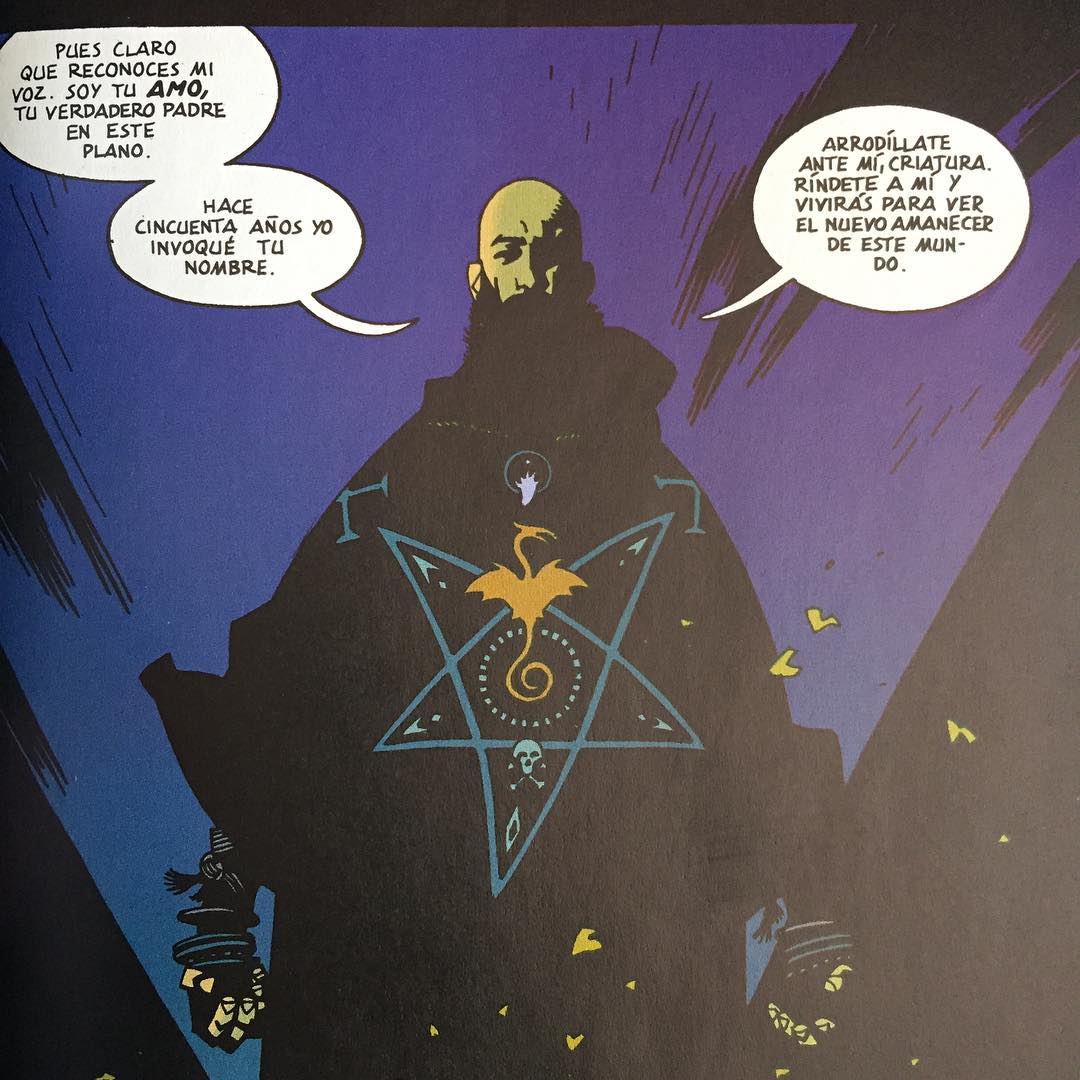 PUES CLARO
QUE RECONOCES MI
VOZ. SOY TU AMO,
TU VERDADERO PADRE
EN ESTE
PLANO.
HACE
CINCUENTA AÑOS YO
INVOQUÉ TU
NOMBRE.
ARRODÍLLATE
ANTE MÍ, CRIATURA.
RÍNDETE A MÍ Y
VIVIRÁS PARA VER
EL NUEVO AMANECER
DE ESTE MUN-
DO.